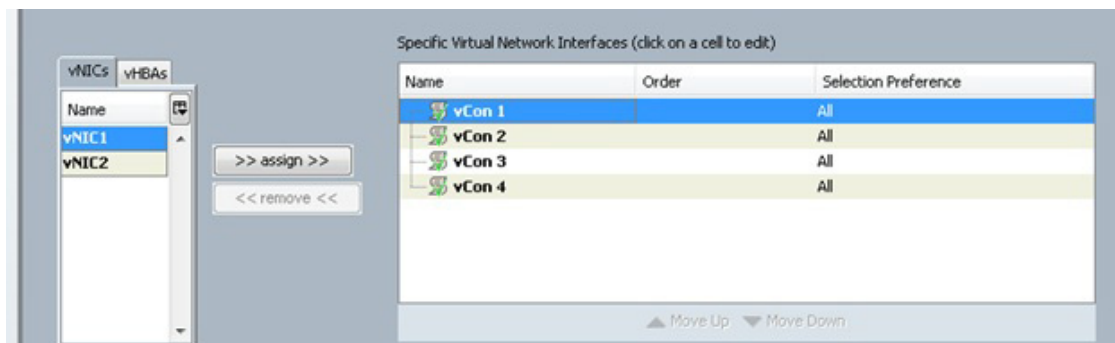 Specific Virtual Network Interfaces (click on a cell to edit)
vNICs vHBAs
Name
vNIC1
vNIC2
>> assign >>
<< remove <<
Name Order Selection Preference
vCon 1 All
vCon 2 All
vCon 3 All
vCon 4 All
Move Up Move Down